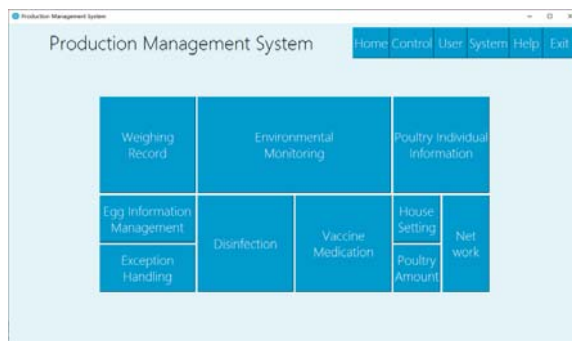 Production Management System
Production Management System
Home Control User System Help Exit
Weighing
Record
Environmental
Monitoring
Poultry Individual
Information
Egg Information
Management
Exception
Handling
Disinfection
Vaccine
Medication
House
Setting
Poultry
Amount
Net
work